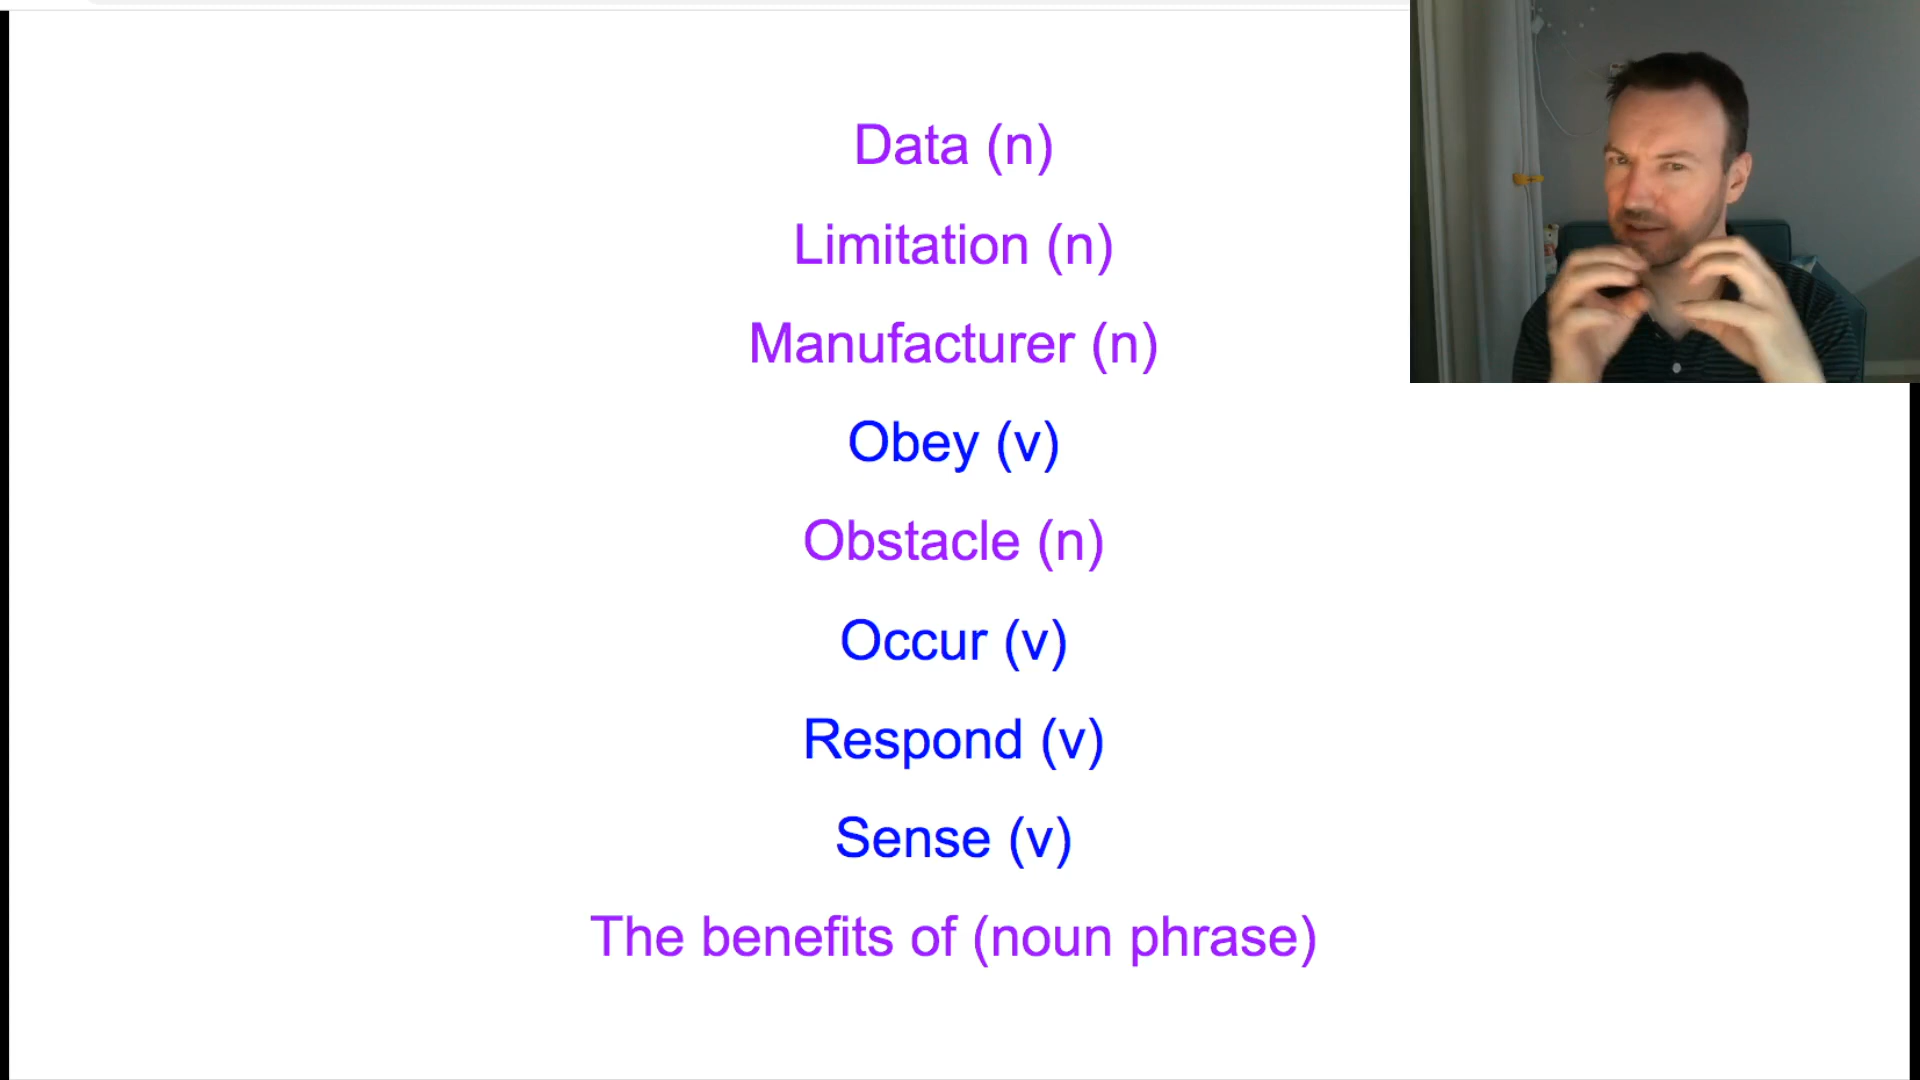 Data (n)
Limitation (n)
Manufacturer (n)
Obey (v)
Obstacle (n)
Occur (v)
Respond (v)
Sense (v)
The benefits of (noun phrase)